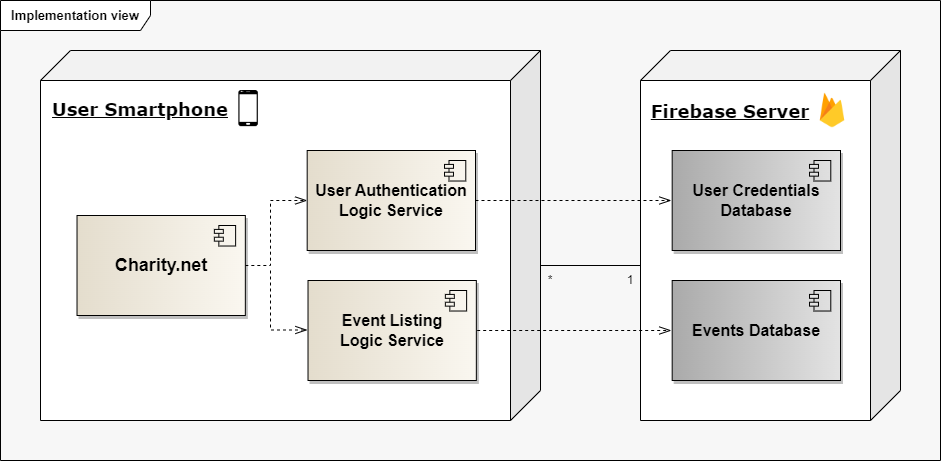 Implementation view
User Smartphone
Firebase Server
User Authentication
Logic Service
User Credentials
Database
Charity.net
*
1
Event Listing
Logic Service
Events Database